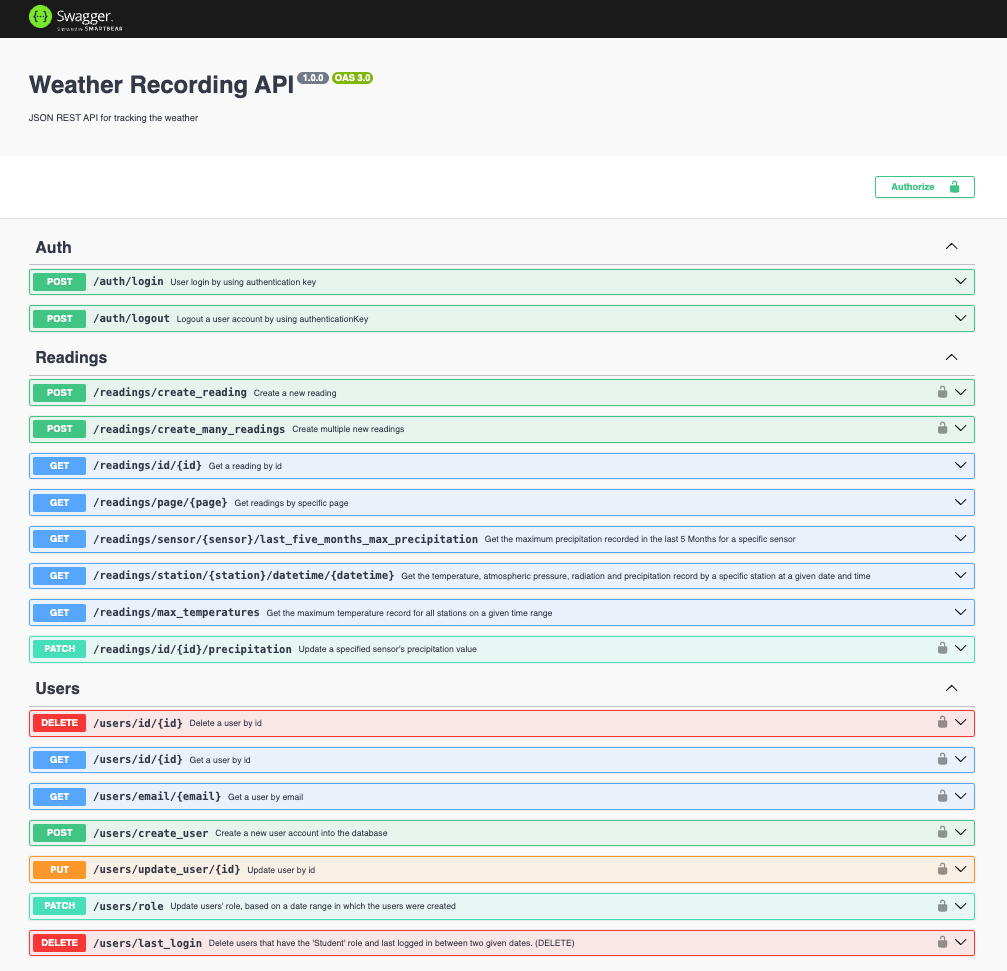 Swagger.
Supported by SMARTBEAR
Weather Recording API 1.0.0 OAS 3.0
JSON REST API for tracking the weather
Authorize
Auth
POST /auth/login User login by using authentication key
POST /auth/logout Logout a user account by using authenticationKey
Readings
POST /readings/create_reading Create a new reading
POST /readings/create_many_readings Create multiple new readings
GET /readings/id/{id} Get a reading by id
GET /readings/page/{page} Get readings by specific page
GET /readings/sensor/{sensor}/last_five_months_max_precipitation Get the maximum precipitation recorded in the last 5 Months for a specific sensor
GET /readings/station/{station}/datetime/{datetime} Get the temperature, atmospheric pressure, radiation and precipitation record by a specific station at a given date and time
GET /readings/max_temperatures Get the maximum temperature record for all stations on a given time range
PATCH /readings/id/{id}/precipitation Update a specified sensor's precipitation value
Users
DELETE /users/id/{id} Delete a user by id
GET /users/id/{id} Get a user by id
GET /users/email/{email} Get a user by email
POST /users/create_user Create a new user account into the database
PUT /users/update_user/{id} Update user by id
PATCH /users/role Update users' role, based on a date range in which the users were created
DELETE /users/last_login Delete users that have the 'Student' role and last logged in between two given dates. (DELETE)